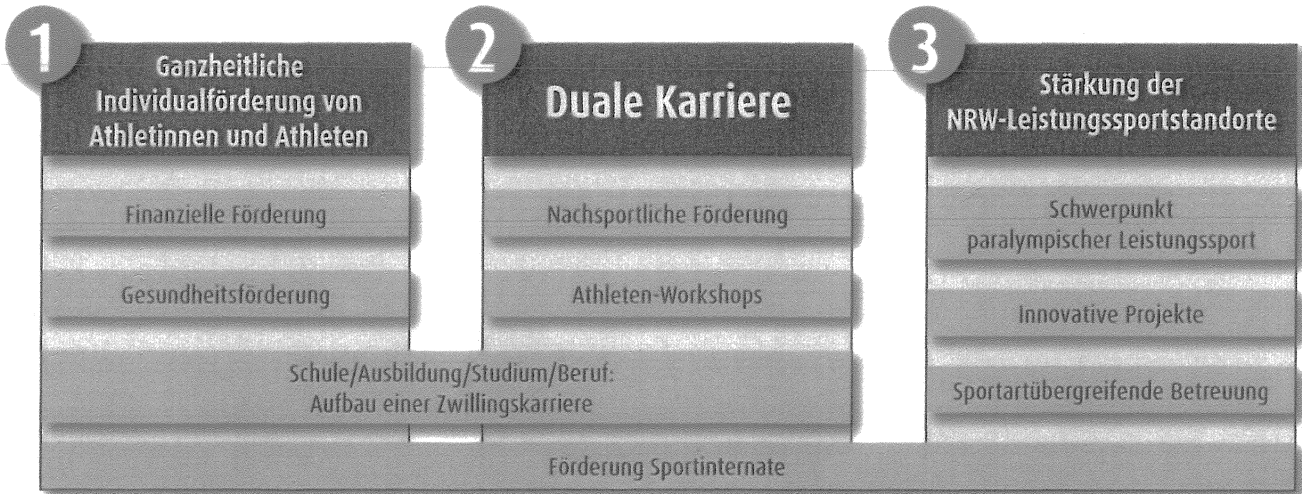 1
Ganzheitliche
Individualförderung von
Athletinnen und Athleten
Finanzielle Förderung
Gesundheitsförderung
2
Duale Karriere
Nachsportliche Förderung
Athleten-Workshops
Schule/Ausbildung/Studium/Beruf:
Aufbau einer Zwillingskarriere
3
Stärkung der
NRW-Leistungssportstandorte
Schwerpunkt
paralympischer Leistungssport
Innovative Projekte
Sportartübergreifende Betreuung
Förderung Sportinternate